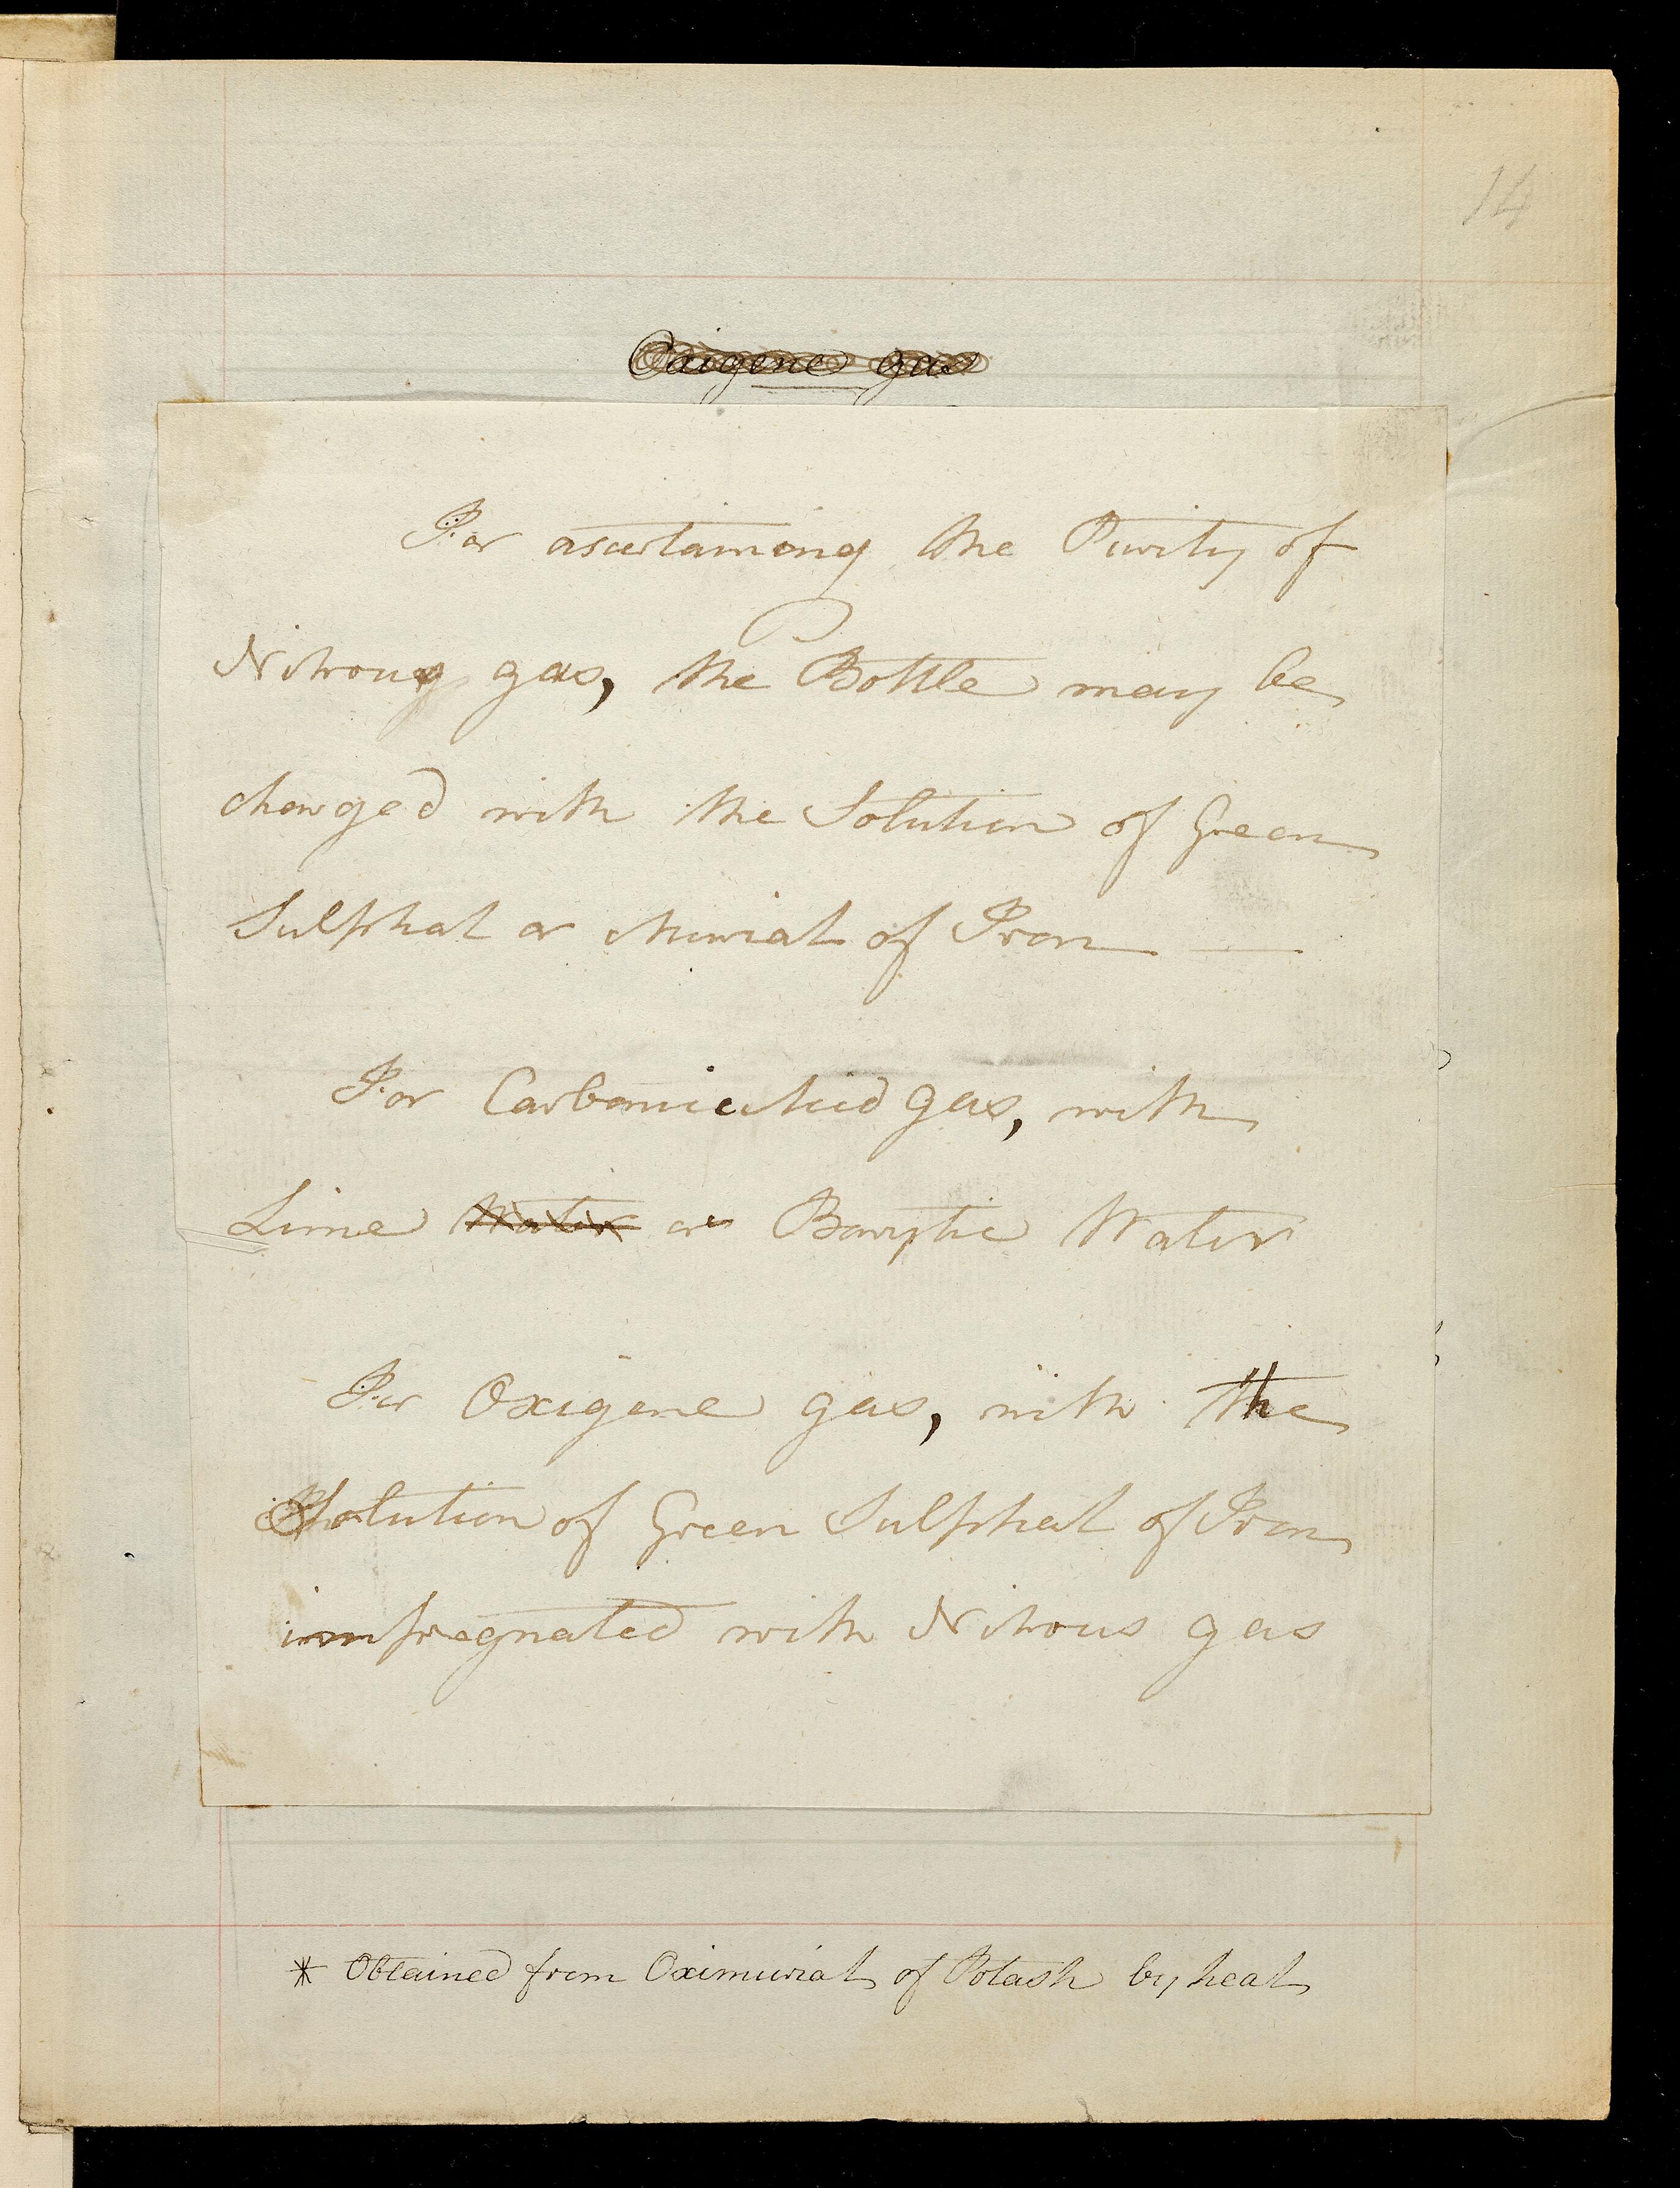 14
Oxigene gas
For ascertaining the Purity of
Nitrous gas, the Bottle may be
charged with the Solution of Green
Sulphat or Muriat of Iron —
For Carbonic Acid gas, with
Lime Water or Barytic Water
For Oxigene gas, with the
Solution of Green Sulphat of Iron
impregnated with Nitrous gas
* Obtained from Oximuriat of Potash by heat